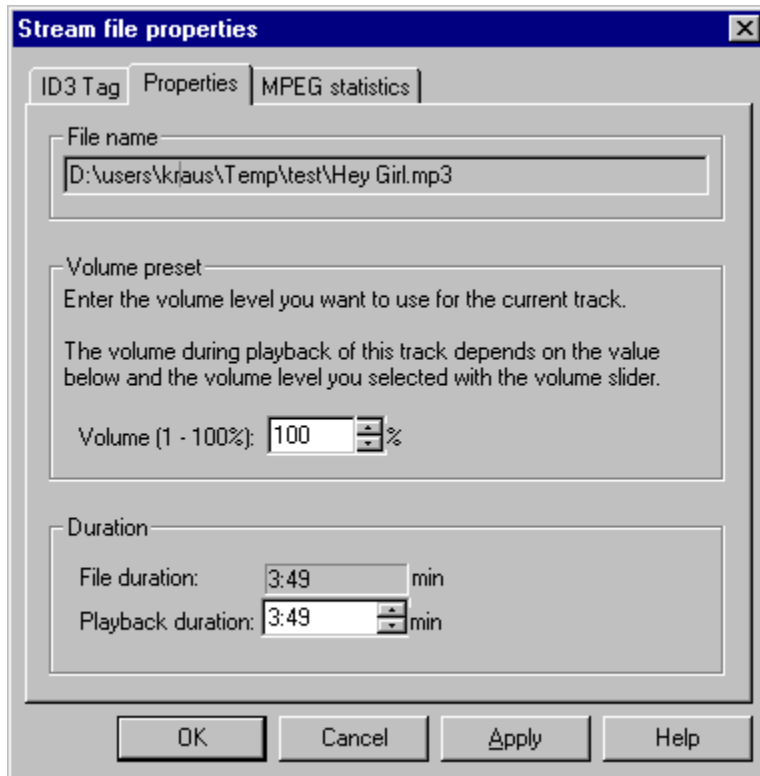 Stream file properties
ID3 Tag Properties MPEG statistics
File name
D:\users\kraus\Temp\test\Hey Girl.mp3
Volume preset
Enter the volume level you want to use for the current track.
The volume during playback of this track depends on the value
below and the volume level you selected with the volume slider.
Volume (1 - 100%): 100 %
Duration
File duration: 3:49 min
Playback duration: 3:49 min
OK Cancel Apply Help